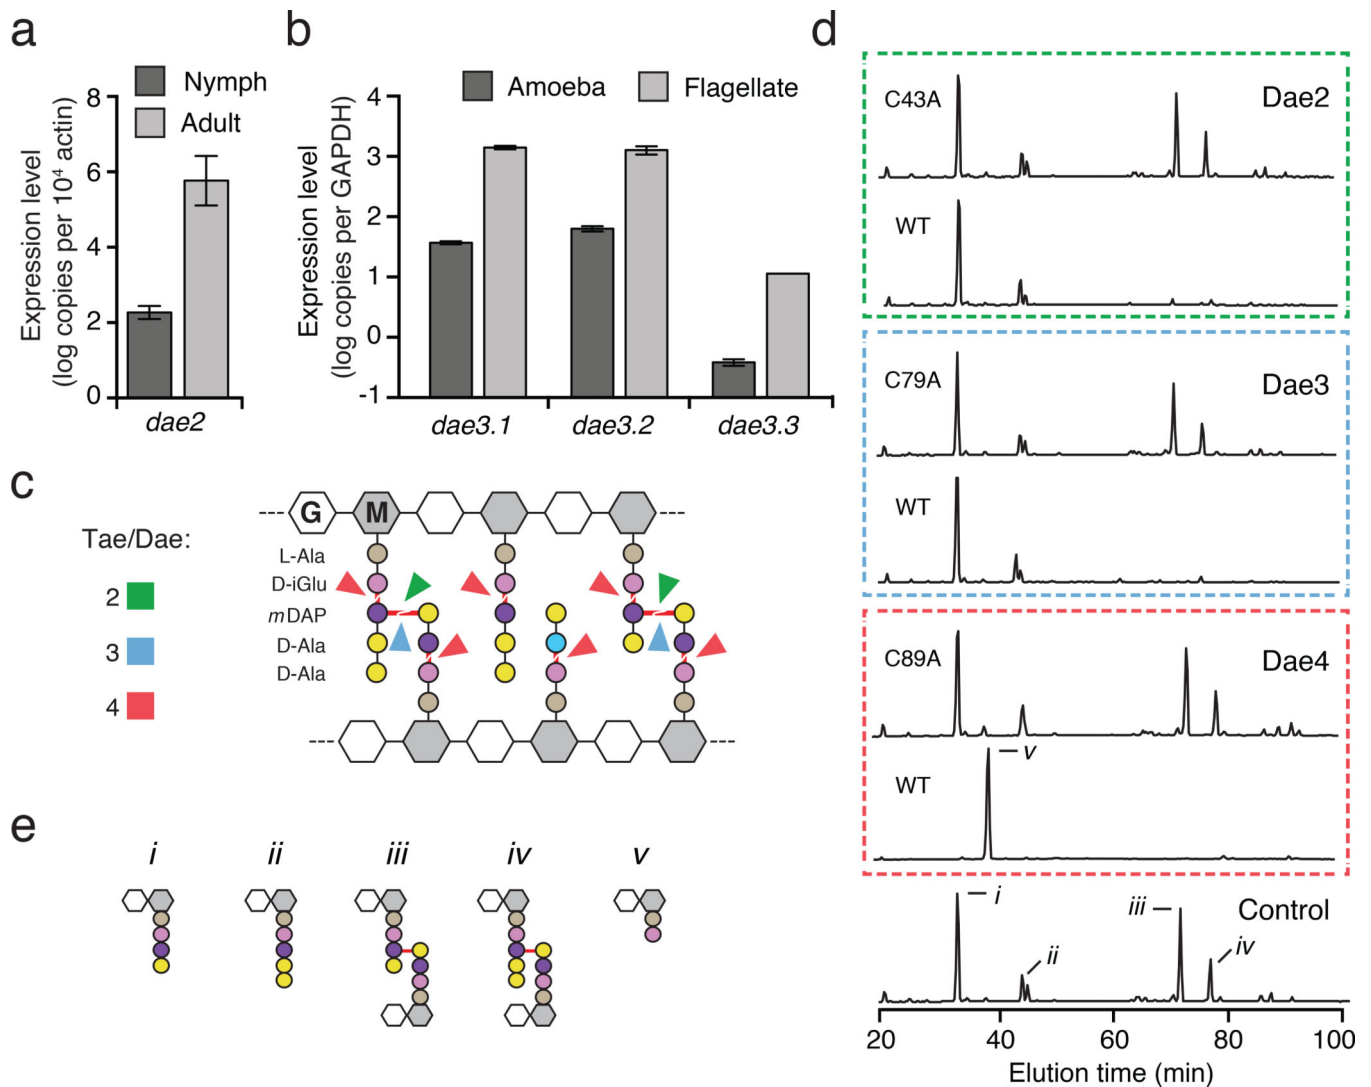 a
Nymph
Adult
Expression level
(log copies per 10⁴ actin)
8
6
4
2
0
dae2
b
Amoeba
Flagellate
Expression level
(log copies per GAPDH)
4
3
2
1
0
-1
dae3.1
dae3.2
dae3.3
c
Tae/Dae:
2
3
4
G
M
L-Ala
D-iGlu
mDAP
D-Ala
D-Ala
d
C43A
Dae2
WT
C79A
Dae3
WT
C89A
Dae4
WT
v
Control
i
ii
iii
iv
20
40
60
80
100
Elution time (min)
e
i
ii
iii
iv
v